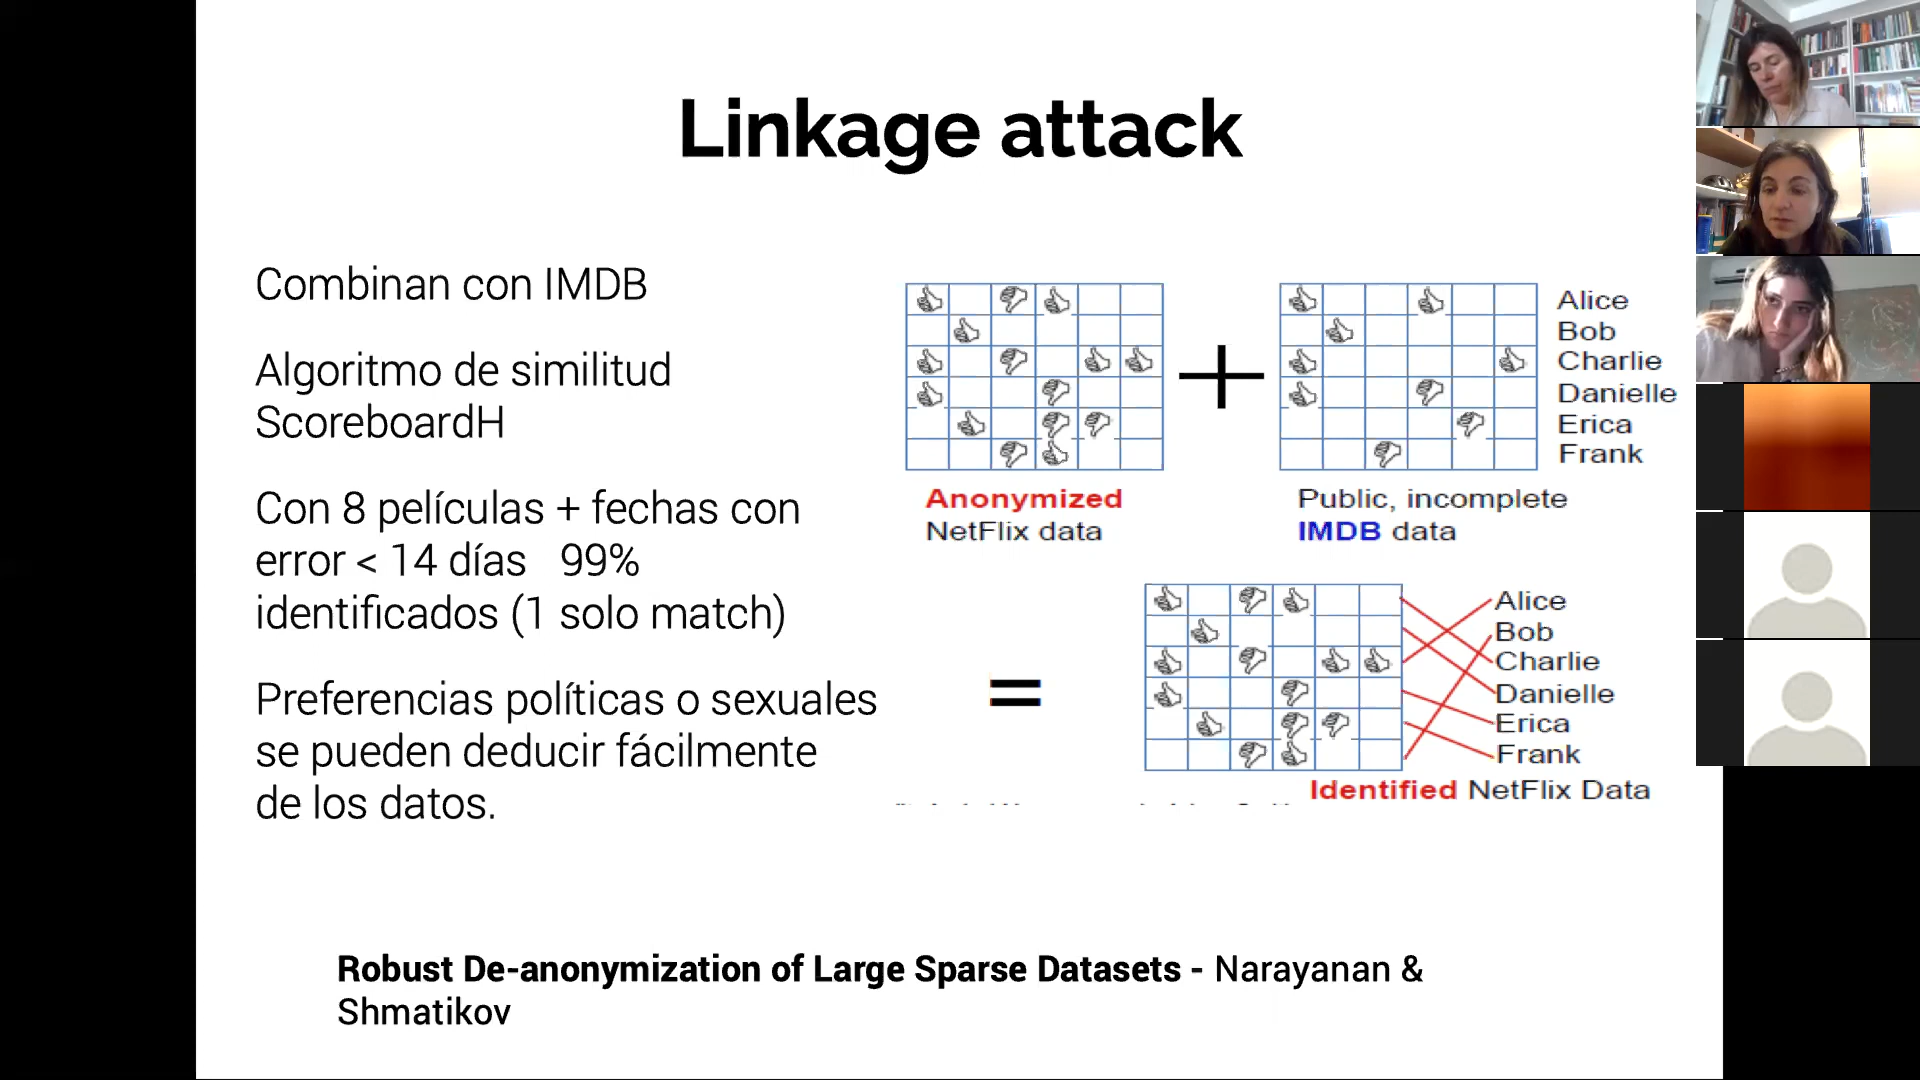 Linkage attack
Combinan con IMDB
Algoritmo de similitud
ScoreboardH
Con 8 películas + fechas con
error < 14 días 99%
identificados (1 solo match)
Preferencias políticas o sexuales
se pueden deducir fácilmente
de los datos.
+
Alice
Bob
Charlie
Danielle
Erica
Frank
Anonymized
NetFlix data
Public, incomplete
IMDB data
=
Alice
Bob
Charlie
Danielle
Erica
Frank
Identified NetFlix Data
Robust De-anonymization of Large Sparse Datasets - Narayanan &
Shmatikov